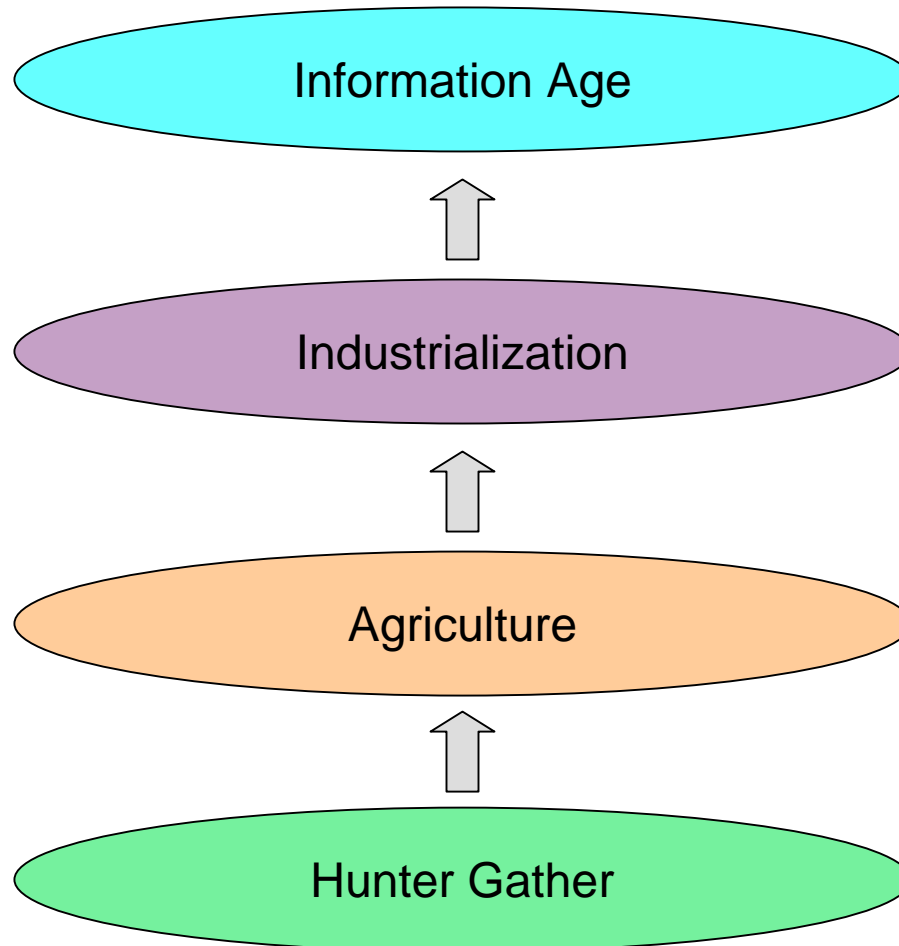 Information Age
Industrialization
Agriculture
Hunter Gather